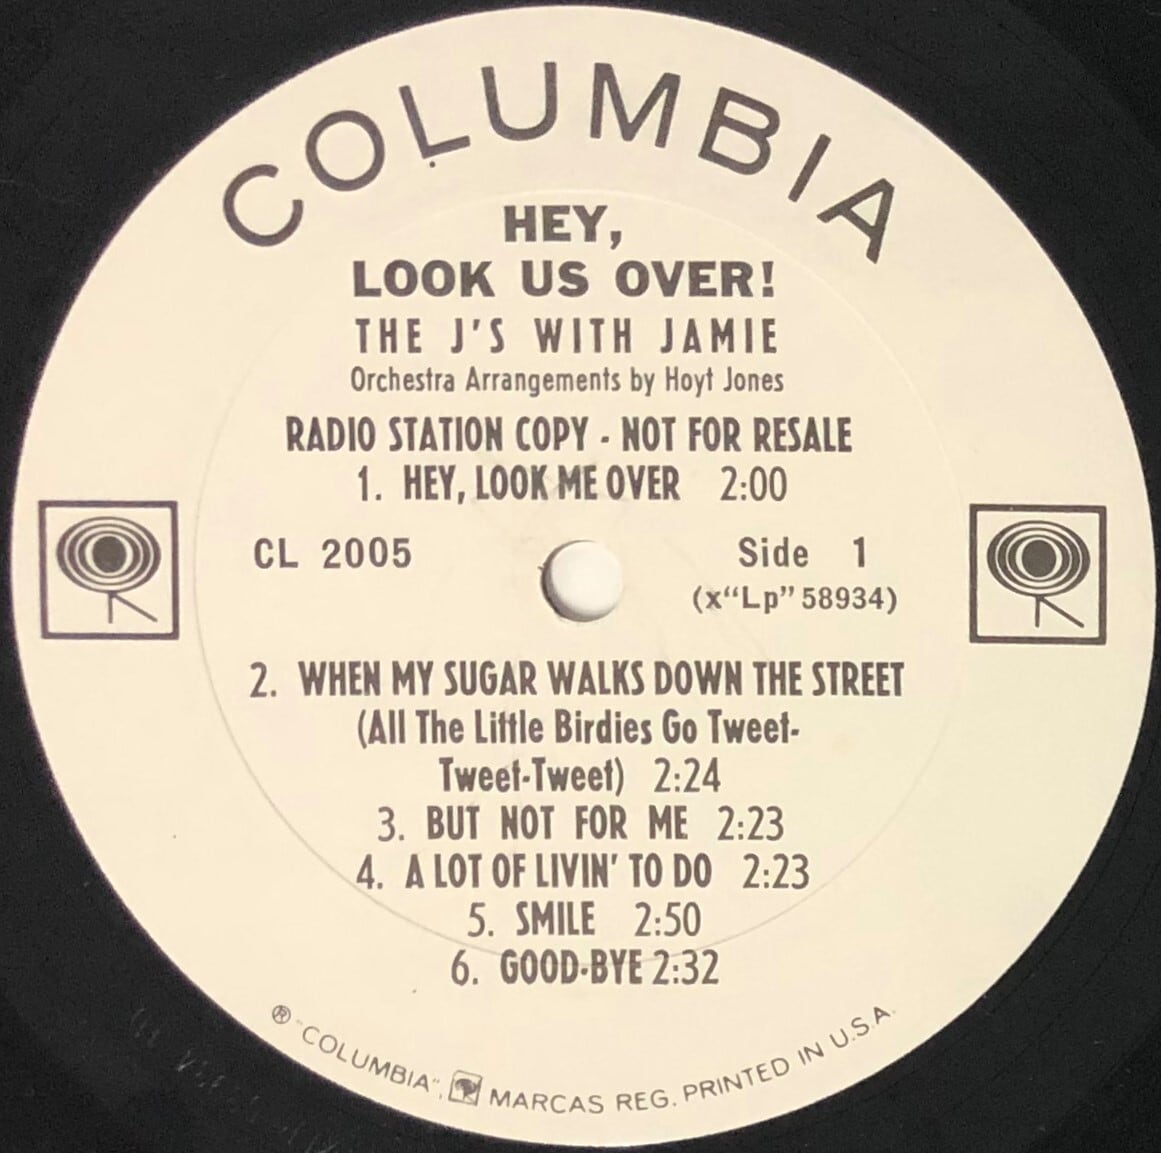 COLUMBIA
HEY,
LOOK US OVER!
THE J'S WITH JAMIE
Orchestra Arrangements by Hoyt Jones
RADIO STATION COPY - NOT FOR RESALE
1. HEY, LOOK ME OVER 2:00
CL 2005
Side 1
(x"Lp" 58934)
2. WHEN MY SUGAR WALKS DOWN THE STREET
(All The Little Birdies Go Tweet-
Tweet-Tweet) 2:24
3. BUT NOT FOR ME 2:23
4. A LOT OF LIVIN' TO DO 2:23
5. SMILE 2:50
6. GOOD-BYE 2:32
® "COLUMBIA", MARCAS REG. PRINTED IN U.S.A.